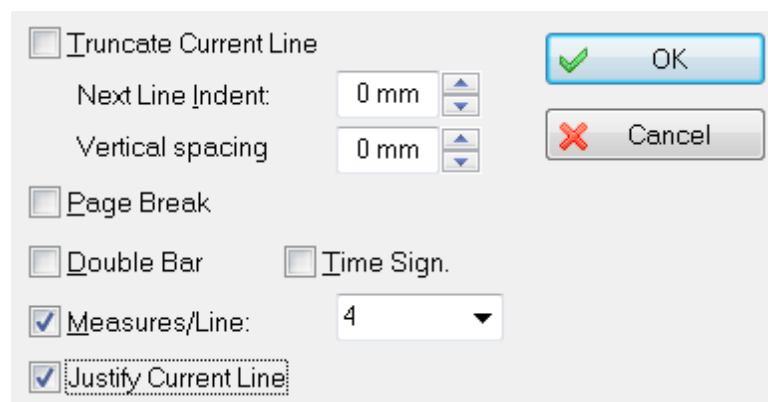 Truncate Current Line
OK
Next Line Indent: 0 mm
Cancel
Vertical spacing 0 mm
Page Break
Double Bar Time Sign.
Measures/Line: 4
Justify Current Line